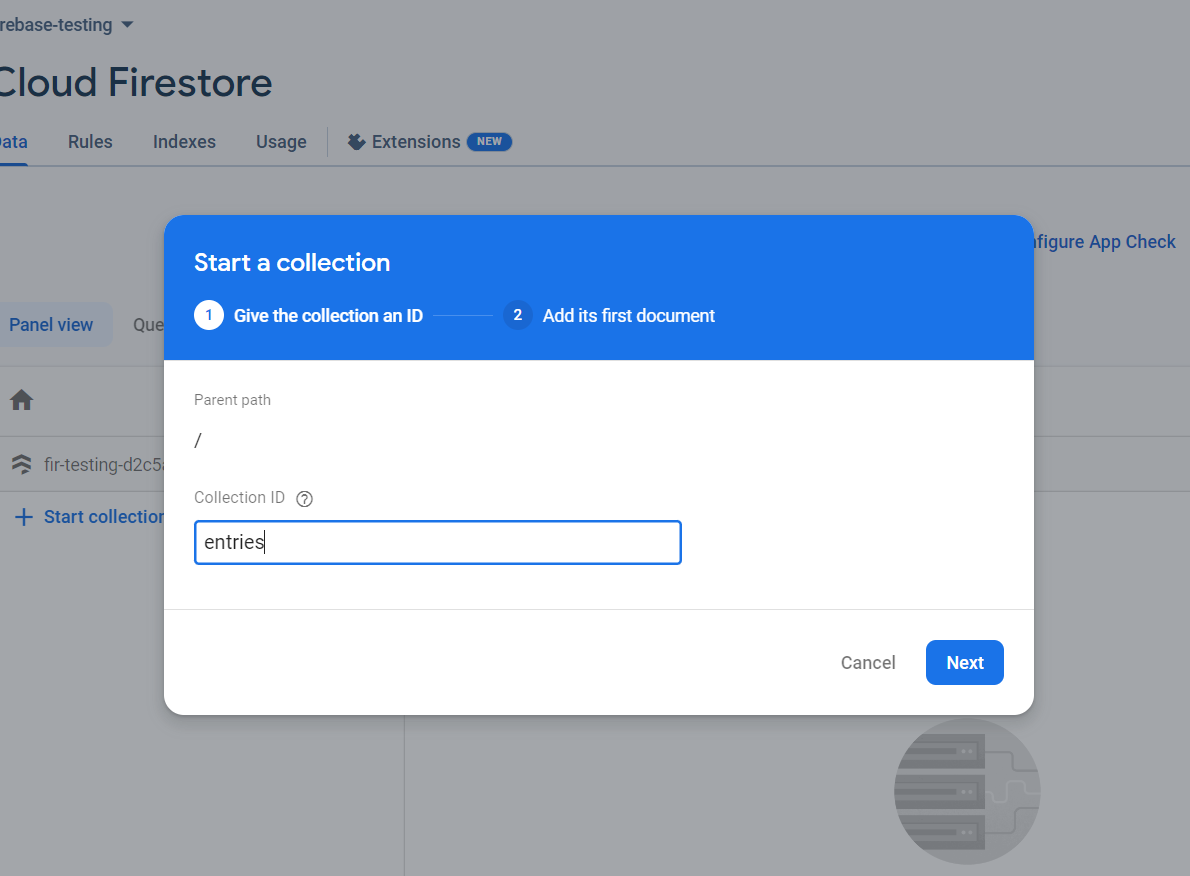 rebase-testing
Cloud Firestore
Data
Rules
Indexes
Usage
Extensions
NEW
nfigure App Check
Start a collection
1 Give the collection an ID
2 Add its first document
Panel view
Que
Parent path
/
fir-testing-d2c5a
Collection ID ?
Start collection
entries
Cancel
Next